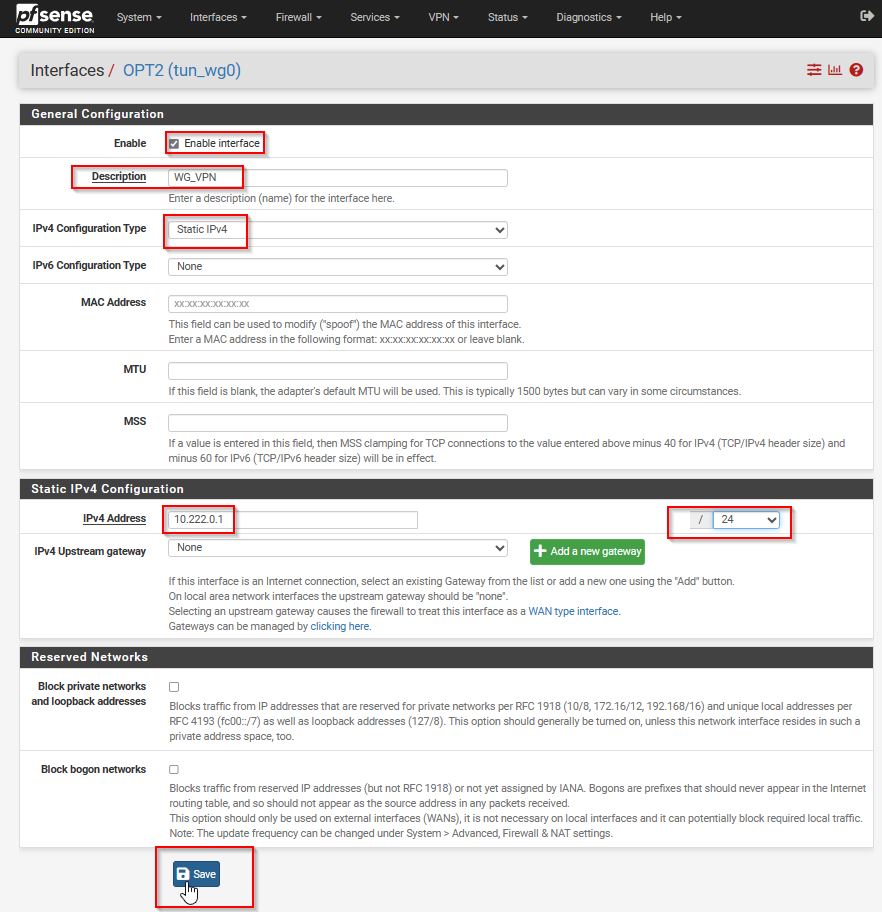 pfsense
COMMUNITY EDITION
System Interfaces Firewall Services VPN Status Diagnostics Help
Interfaces / OPT2 (tun_wg0)
General Configuration
Enable Enable interface
Description WG_VPN
Enter a description (name) for the interface here.
IPv4 Configuration Type Static IPv4
IPv6 Configuration Type None
MAC Address xx:xx:xx:xx:xx:xx
This field can be used to modify ("spoof") the MAC address of this interface.
Enter a MAC address in the following format: xx:xx:xx:xx:xx:xx or leave blank.
MTU
If this field is blank, the adapter's default MTU will be used. This is typically 1500 bytes but can vary in some circumstances.
MSS
If a value is entered in this field, then MSS clamping for TCP connections to the value entered above minus 40 for IPv4 (TCP/IPv4 header size) and
minus 60 for IPv6 (TCP/IPv6 header size) will be in effect.
Static IPv4 Configuration
IPv4 Address 10.222.0.1 / 24
IPv4 Upstream gateway None Add a new gateway
If this interface is an Internet connection, select an existing Gateway from the list or add a new one using the "Add" button.
On local area network interfaces the upstream gateway should be "none".
Selecting an upstream gateway causes the firewall to treat this interface as a WAN type interface.
Gateways can be managed by clicking here.
Reserved Networks
Block private networks
and loopback addresses
Blocks traffic from IP addresses that are reserved for private networks per RFC 1918 (10/8, 172.16/12, 192.168/16) and unique local addresses per
RFC 4193 (fc00::/7) as well as loopback addresses (127/8). This option should generally be turned on, unless this network interface resides in such a
private address space, too.
Block bogon networks
Blocks traffic from reserved IP addresses (but not RFC 1918) or not yet assigned by IANA. Bogons are prefixes that should never appear in the Internet
routing table, and so should not appear as the source address in any packets received.
This option should only be used on external interfaces (WANs), it is not necessary on local interfaces and it can potentially block required local traffic.
Note: The update frequency can be changed under System > Advanced, Firewall & NAT settings.
Save